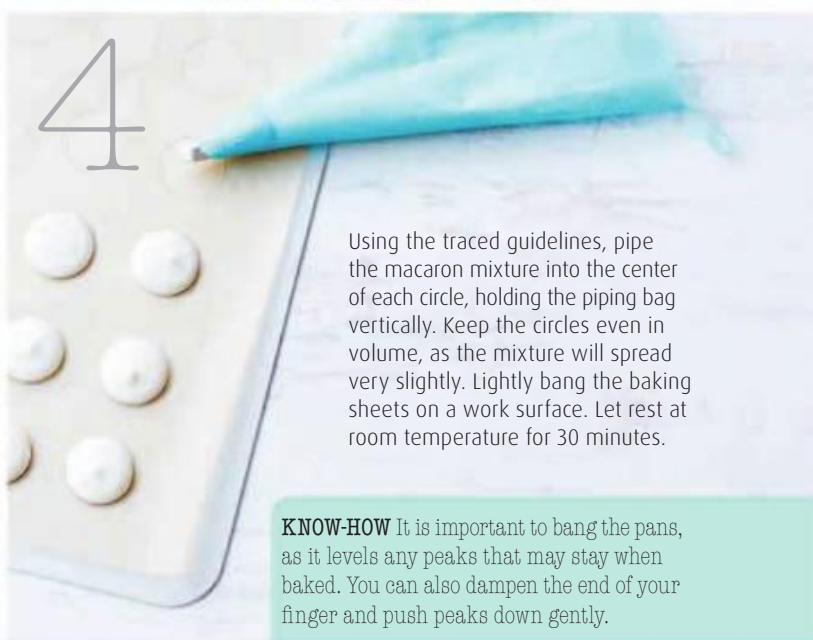 4
Using the traced guidelines, pipe
the macaron mixture into the center
of each circle, holding the piping bag
vertically. Keep the circles even in
volume, as the mixture will spread
very slightly. Lightly bang the baking
sheets on a work surface. Let rest at
room temperature for 30 minutes.
KNOW-HOW It is important to bang the pans,
as it levels any peaks that may stay when
baked. You can also dampen the end of your
finger and push peaks down gently.